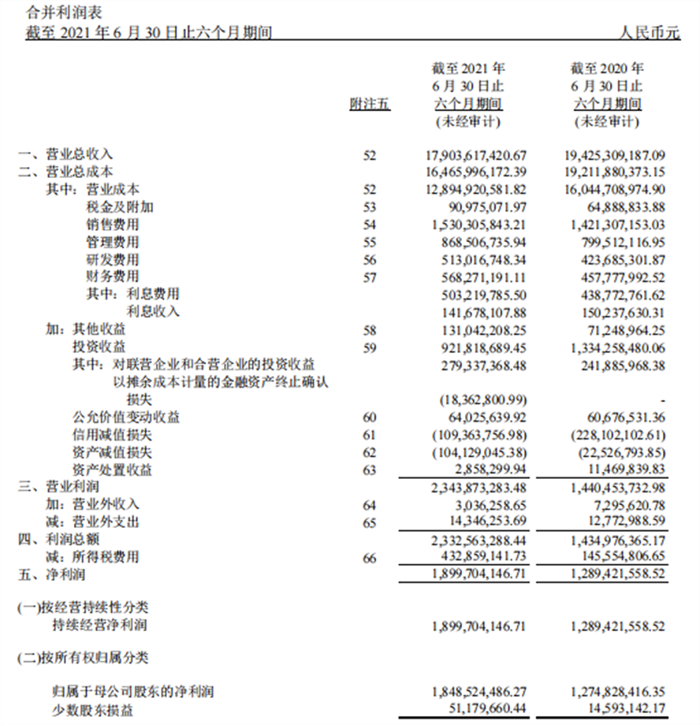 合并利润表
截至 2021 年 6 月 30 日止六个月期间 人民币元
截至 2021 年 截至 2020 年
6 月 30 日止 6 月 30 日止
附注五 六个月期间 六个月期间
(未经审计) (未经审计)
一、营业总收入 52 17,903,617,420.67 19,425,309,187.09
二、营业总成本 16,465,996,172.39 19,211,880,373.15
其中：营业成本 52 12,894,920,581.82 16,044,708,974.90
税金及附加 53 90,975,071.97 64,888,833.88
销售费用 54 1,530,305,843.21 1,421,307,153.03
管理费用 55 868,506,735.94 799,512,116.95
研发费用 56 513,016,748.34 423,685,301.87
财务费用 57 568,271,191.11 457,777,992.52
其中：利息费用 503,219,785.50 438,772,761.62
利息收入 141,678,107.88 150,237,630.31
加：其他收益 58 131,042,208.25 71,248,964.25
投资收益 59 921,818,689.45 1,334,258,480.06
其中：对联营企业和合营企业的投资收益 279,337,368.48 241,885,968.38
以摊余成本计量的金融资产终止确认
损失 (18,362,800.99) -
公允价值变动收益 60 64,025,639.92 60,676,531.36
信用减值损失 61 (109,363,756.98) (228,102,102.61)
资产减值损失 62 (104,129,045.38) (22,526,793.85)
资产处置收益 63 2,858,299.94 11,469,839.83
三、营业利润 2,343,873,283.48 1,440,453,732.98
加：营业外收入 64 3,036,258.65 7,295,620.78
减：营业外支出 65 14,346,253.69 12,772,988.59
四、利润总额 2,332,563,288.44 1,434,976,365.17
减：所得税费用 66 432,859,141.73 145,554,806.65
五、净利润 1,899,704,146.71 1,289,421,558.52
(一)按经营持续性分类
持续经营净利润 1,899,704,146.71 1,289,421,558.52
(二)按所有权归属分类
归属于母公司股东的净利润 1,848,524,486.27 1,274,828,416.35
少数股东损益 51,179,660.44 14,593,142.17